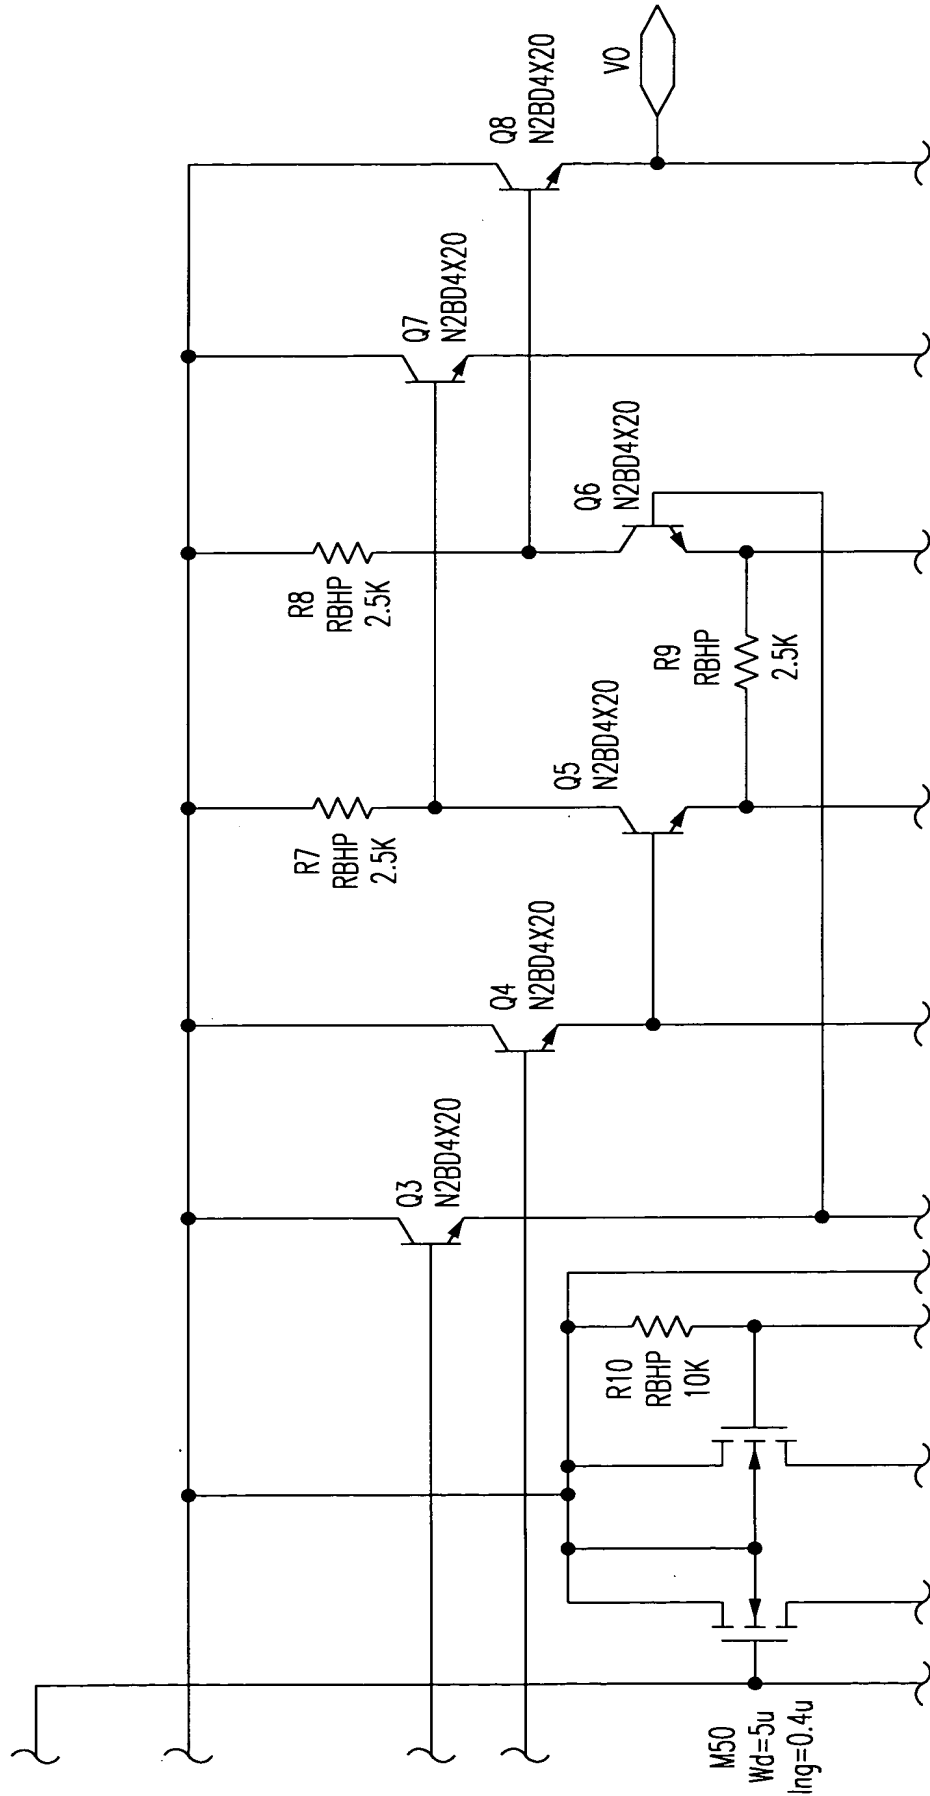 VO
Q8
N2BD4X20
Q7
N2BD4X20
Q6
N2BD4X20
R8
RBHP
2.5K
R9
RBHP
2.5K
Q5
N2BD4X20
R7
RBHP
2.5K
Q4
N2BD4X20
Q3
N2BD4X20
R10
RBHP
10K
M50
Wd=5u
lng=0.4u